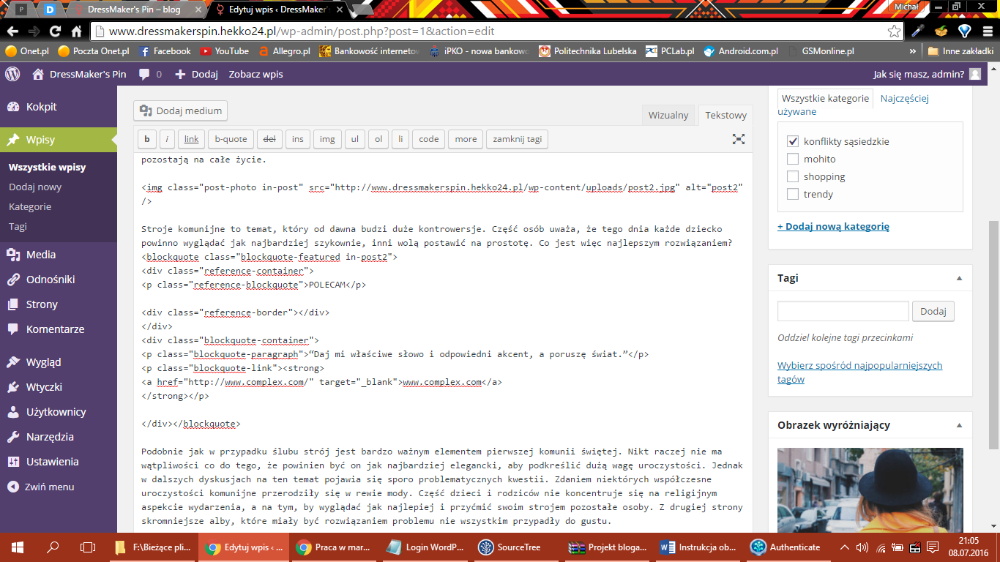 P
DressMaker's Pin – blog
Edytuj wpis ‹ DressMaker's
Michał
www.dressmakerspin.hekko24.pl/wp-admin/post.php?post=1&action=edit
Onet.pl
Poczta Onet.pl
Facebook
YouTube
Allegro.pl
Bankowość internetow
iPKO - nowa bankowo
Politechnika Lubelska
PCLab.pl
Android.com.pl
GSMonline.pl
»
Inne zakładki
DressMaker's Pin
0
Dodaj
Zobacz wpis
Jak się masz, admin?
Kokpit
Wpisy
Wszystkie wpisy
Dodaj nowy
Kategorie
Tagi
Media
Odnośniki
Strony
Komentarze
Wygląd
Wtyczki
Użytkownicy
Narzędzia
Ustawienia
Zwiń menu
Dodaj medium
Wizualny
Tekstowy
b
i
link
b-quote
del
ins
img
ul
ol
li
code
more
zamknij tagi
pozostają na całe życie.
<img class="post-photo in-post" src="http://www.dressmakerspin.hekko24.pl/wp-content/uploads/post2.jpg" alt="post2"
/>
Stroje komunijne to temat, który od dawna budzi duże kontrowersje. Część osób uważa, że tego dnia każde dziecko
powinno wyglądać jak najbardziej szykownie, inni wolą postawić na prostotę. Co jest więc najlepszym rozwiązaniem?
<blockquote class="blockquote-featured in-post2">
<div class="reference-container">
<p class="reference-blockquote">POLECAM</p>
<div class="reference-border"></div>
</div>
<div class="blockquote-container">
<p class="blockquote-paragraph">“Daj mi właściwe słowo i odpowiedni akcent, a poruszę świat.”</p>
<p class="blockquote-link"><strong>
<a href="http://www.complex.com/" target="_blank">www.complex.com</a>
</strong></p>
</div></blockquote>
Podobnie jak w przypadku ślubu strój jest bardzo ważnym elementem pierwszej komunii świętej. Nikt raczej nie ma
wątpliwości co do tego, że powinien być on jak najbardziej elegancki, aby podkreślić dużą wagę uroczystości. Jednak
w dalszych dyskusjach na ten temat pojawia się sporo problematycznych kwestii. Zdaniem niektórych współczesne
uroczystości komunijne przerodziły się w rewie mody. Część dzieci i rodziców nie koncentruje się na religijnym
aspekcie wydarzenia, a na tym, by wyglądać jak najlepiej i przyćmić swoim strojem pozostałe osoby. Z drugiej strony
skromniejsze alby, które miały być rozwiązaniem problemu nie wszystkim przypadły do gustu.
Wszystkie kategorie
Najczęściej
używane
konflikty sąsiedzkie
mohito
shopping
trendy
+ Dodaj nową kategorię
Tagi
Dodaj
Oddziel kolejne tagi przecinkami
Wybierz spośród najpopularniejszych
tagów
Obrazek wyróżniający
F:\Bieżące pli...
Edytuj wpis ‹ ...
Praca w mar...
Login WordP...
SourceTree
Projekt bloga...
Instrukcja ob...
Authenticate
21:05
08.07.2016